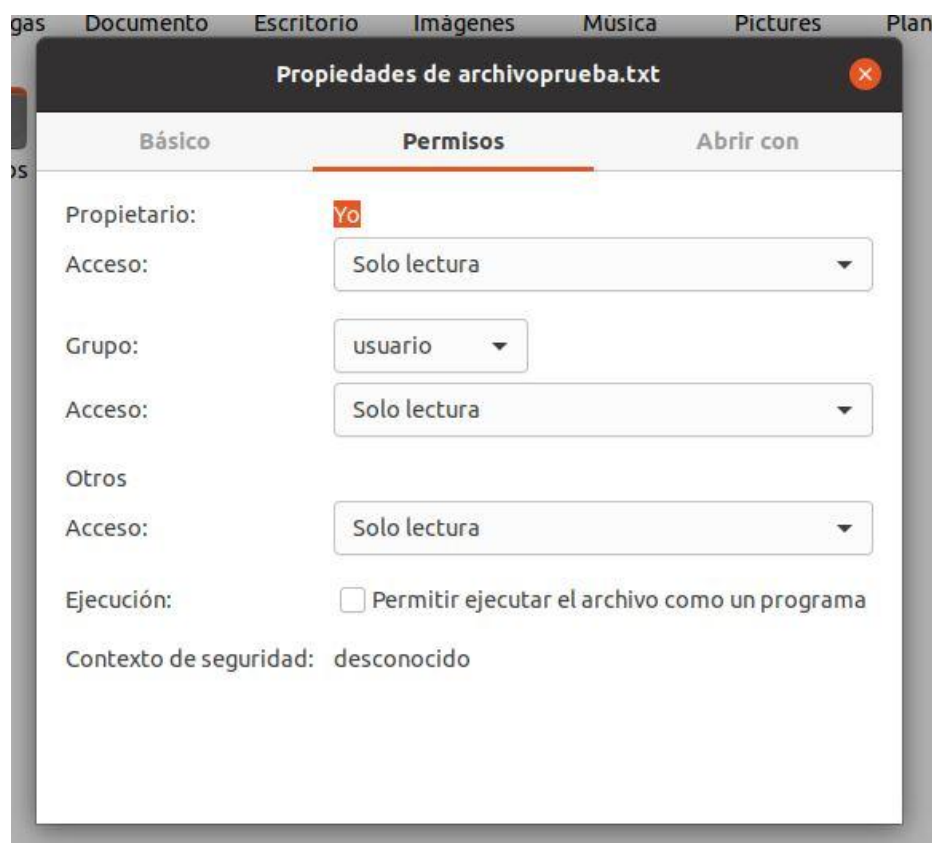 gas Documento Escritorio Imágenes Música Pictures Plan
Propiedades de archivoprueba.txt
os
Básico Permisos Abrir con
Propietario: Yo
Acceso: Solo lectura
Grupo: usuario
Acceso: Solo lectura
Otros
Acceso: Solo lectura
Ejecución: Permitir ejecutar el archivo como un programa
Contexto de seguridad: desconocido